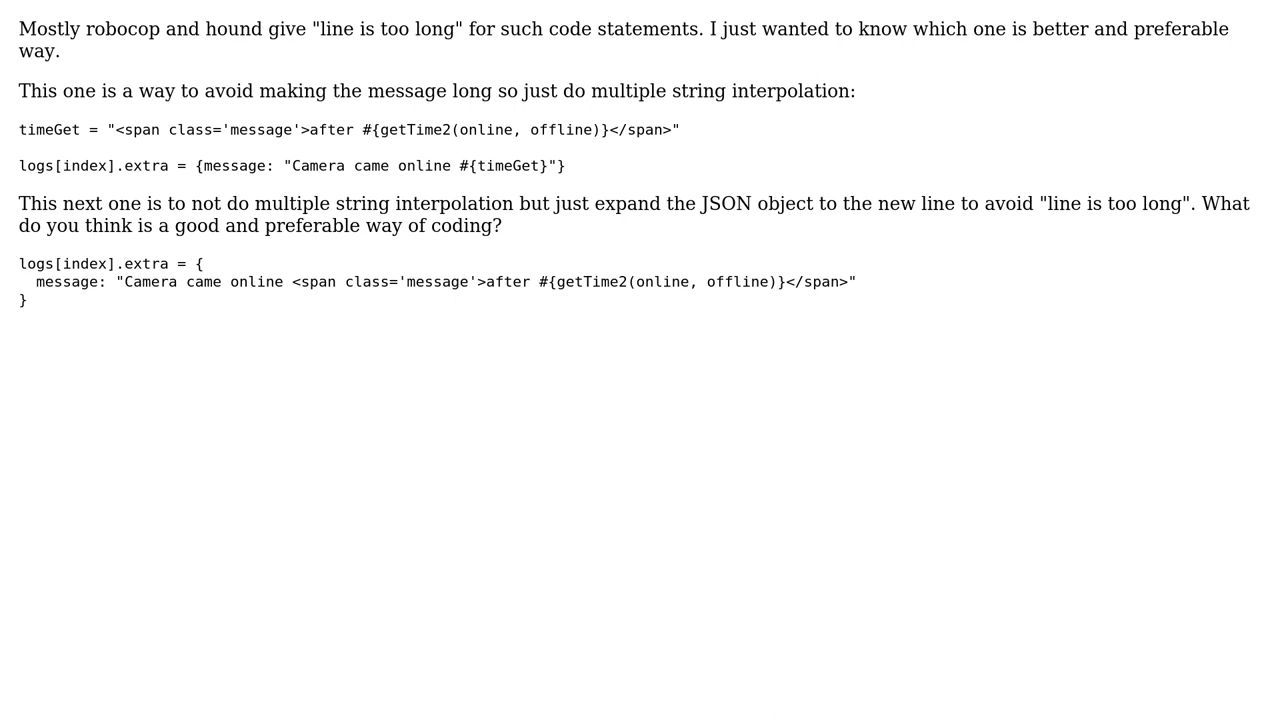 Mostly robocop and hound give "line is too long" for such code statements. I just wanted to know which one is better and preferable
way.
This one is a way to avoid making the message long so just do multiple string interpolation:
timeGet = "<span class='message'>after #{getTime2(online, offline)}</span>"
logs[index].extra = {message: "Camera came online #{timeGet}"}
This next one is to not do multiple string interpolation but just expand the JSON object to the new line to avoid "line is too long". What
do you think is a good and preferable way of coding?
logs[index].extra = {
  message: "Camera came online <span class='message'>after #{getTime2(online, offline)}</span>"
}